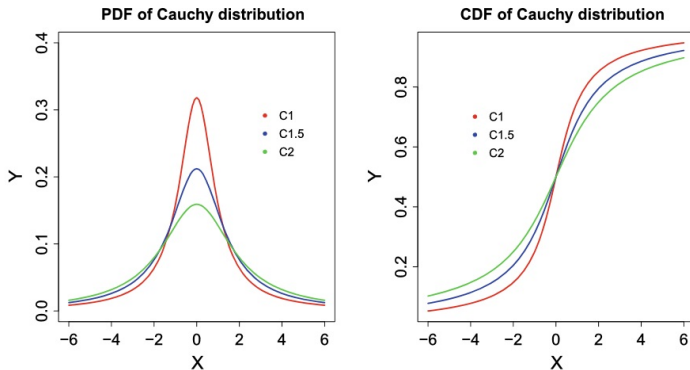 PDF of Cauchy distribution
Y
0.4
0.3
0.2
0.1
0.0
C1
C1.5
C2
−6 −4 −2 0 2 4 6
X
CDF of Cauchy distribution
Y
0.8
0.6
0.4
0.2
C1
C1.5
C2
−6 −4 −2 0 2 4 6
X